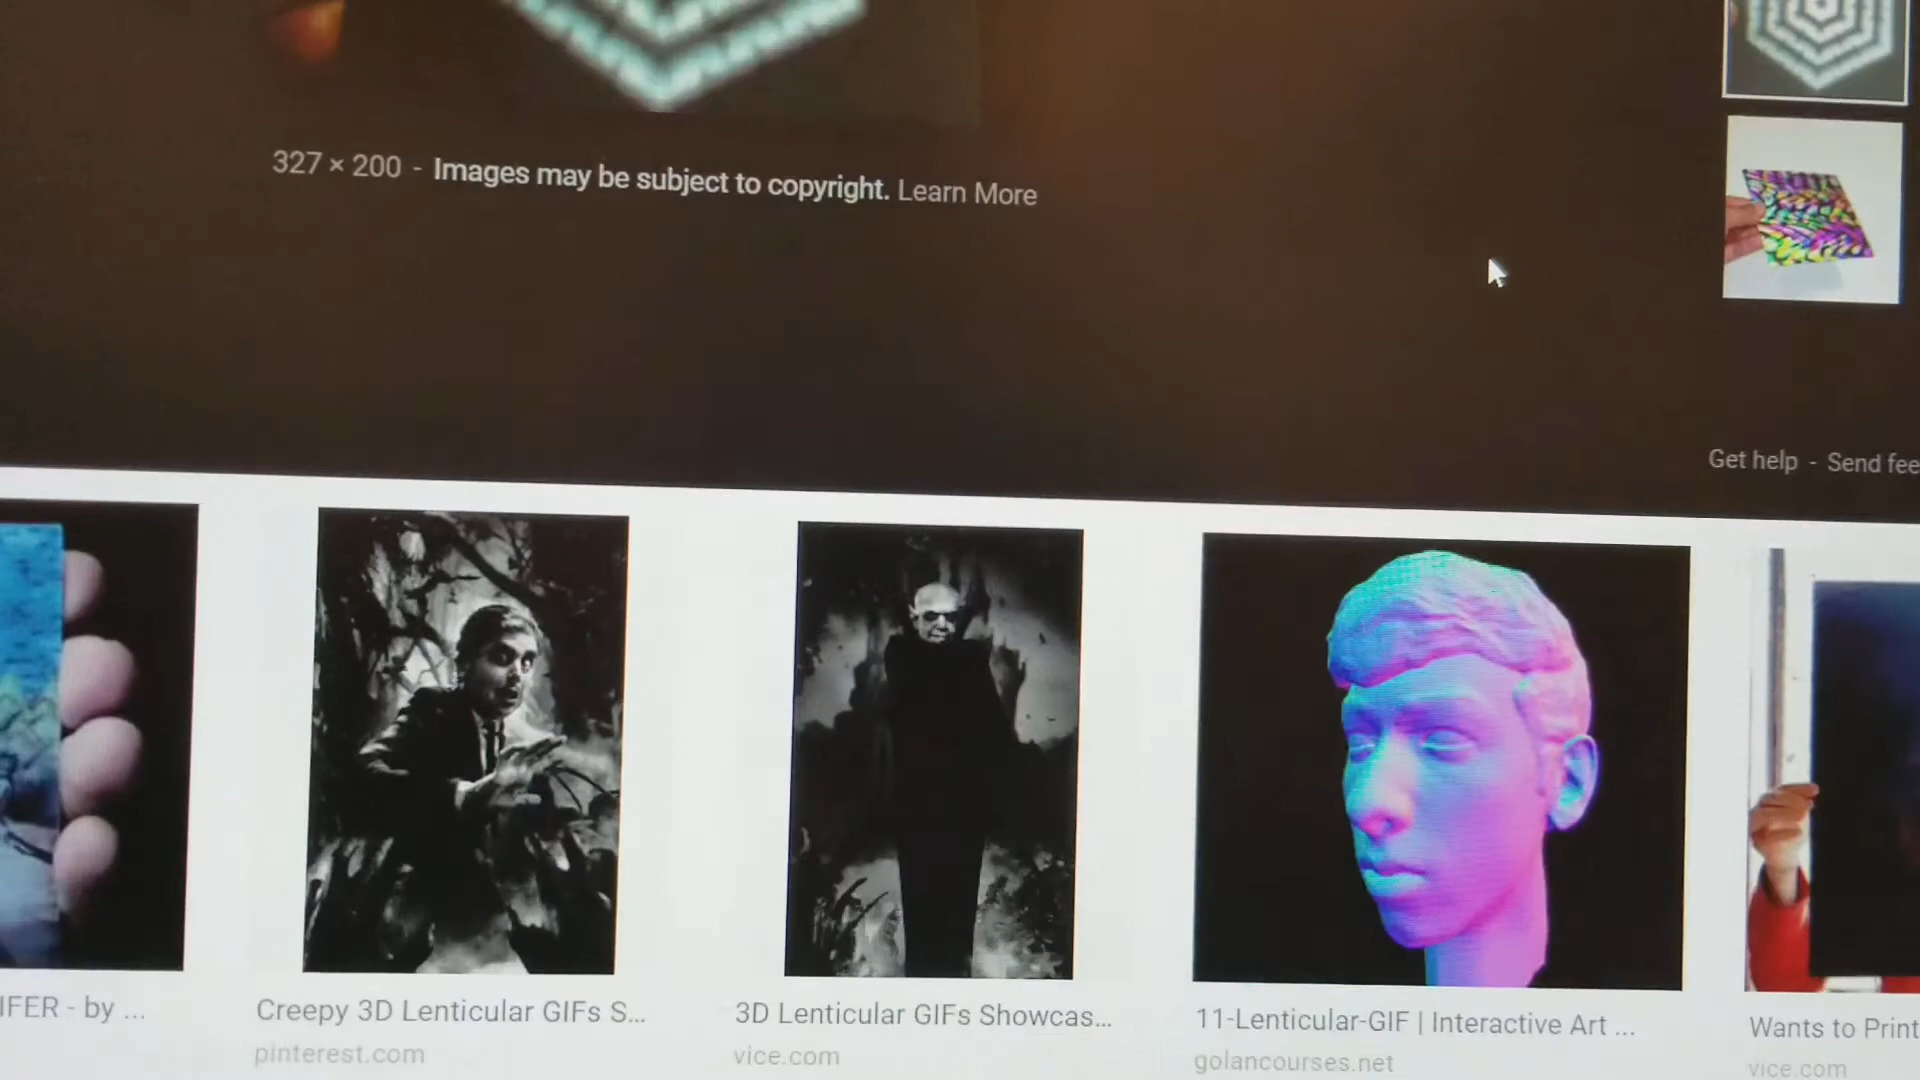 327 × 200 - Images may be subject to copyright. Learn More
Get help - Send fee
IFER - by ...
Creepy 3D Lenticular GIFs S...
pinterest.com
3D Lenticular GIFs Showcas...
vice.com
11-Lenticular-GIF | Interactive Art ...
golancourses.net
Wants to Print
vice.com